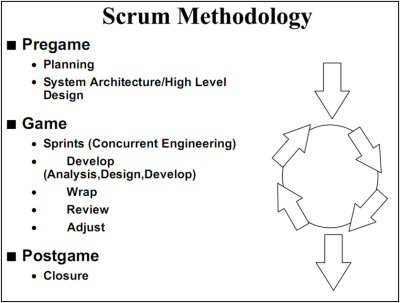 Scrum Methodology
Pregame
Planning
System Architecture/High Level
Design
Game
Sprints (Concurrent Engineering)
Develop
(Analysis,Design,Develop)
Wrap
Review
Adjust
Postgame
Closure